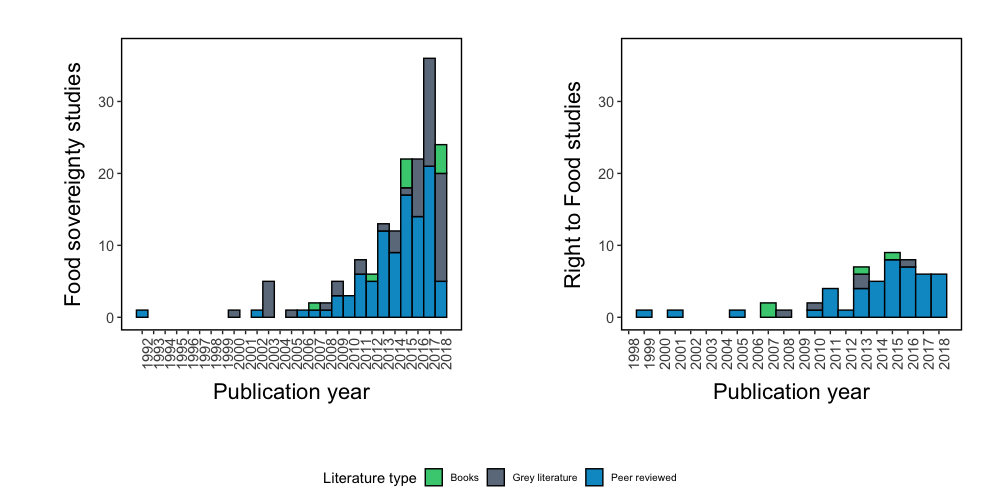 Food sovereignty studies
30
20
10
0
1992 1993 1994 1995 1996 1997 1998 1999 2000 2001 2002 2003 2004 2005 2006 2007 2008 2009 2010 2011 2012 2013 2014 2015 2016 2017 2018
Publication year
Right to Food studies
30
20
10
0
1998 1999 2000 2001 2002 2003 2004 2005 2006 2007 2008 2009 2010 2011 2012 2013 2014 2015 2016 2017 2018
Publication year
Literature type Books Grey literature Peer reviewed